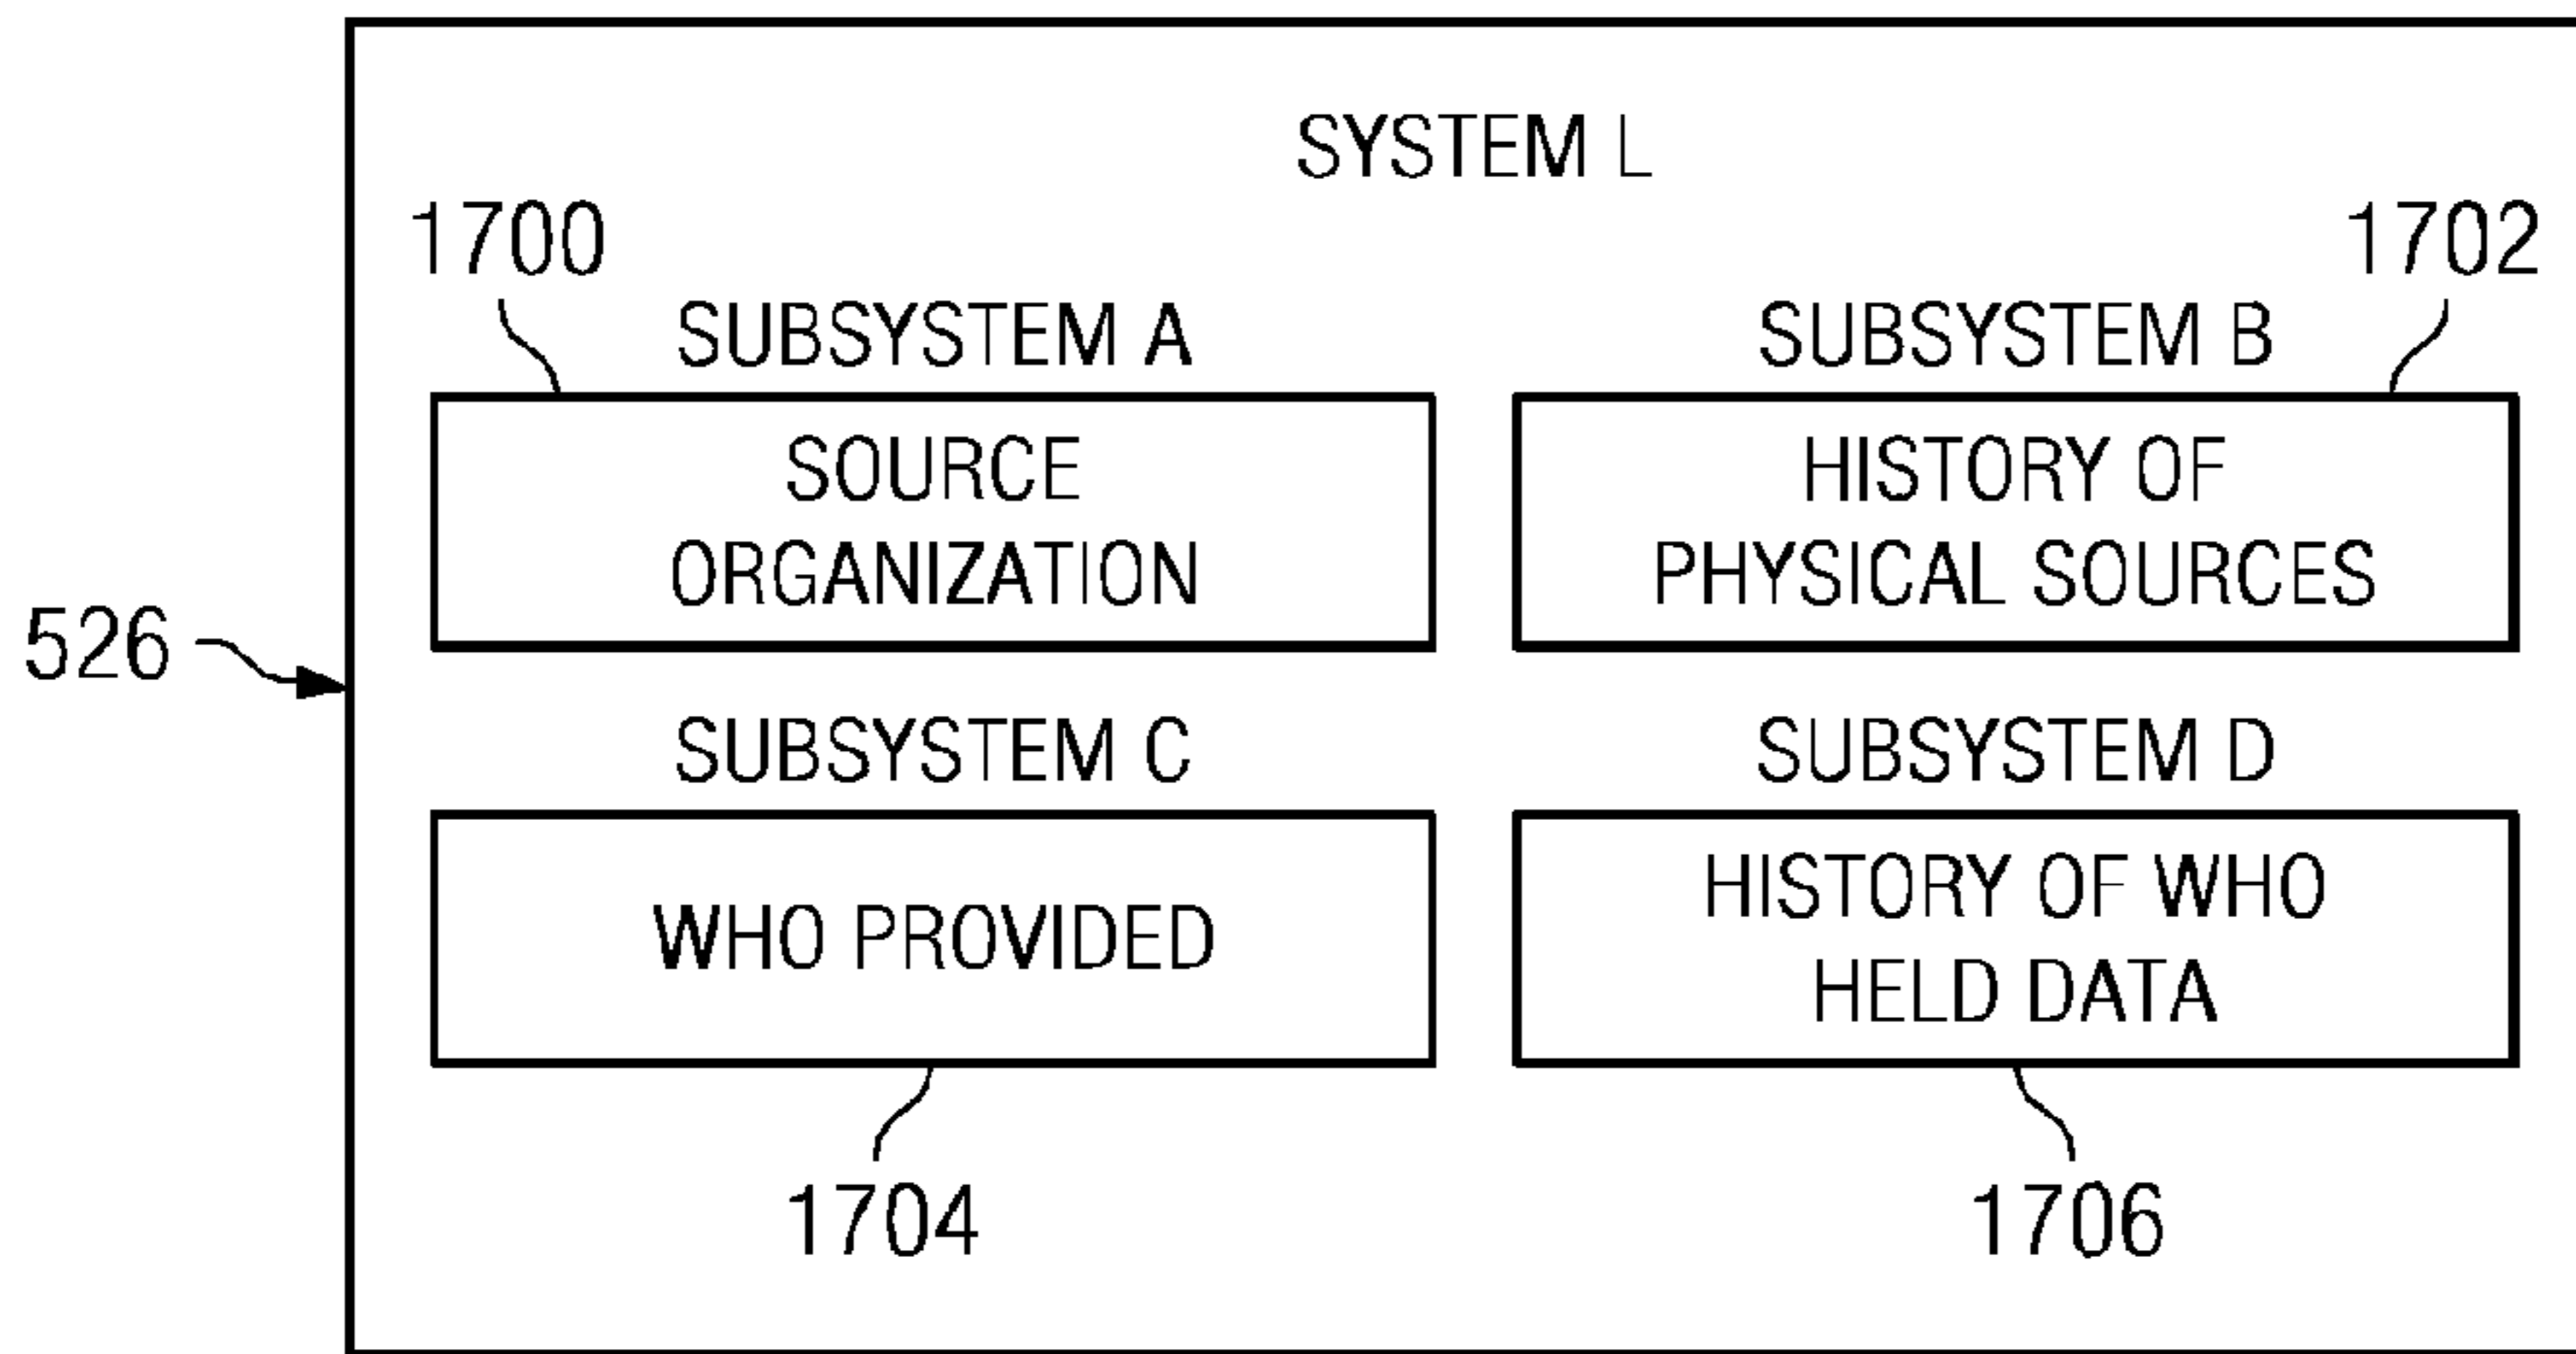 SYSTEM L
1700
1702
SUBSYSTEM A
SUBSYSTEM B
SOURCE
ORGANIZATION
HISTORY OF
PHYSICAL SOURCES
526
SUBSYSTEM C
SUBSYSTEM D
WHO PROVIDED
HISTORY OF WHO
HELD DATA
1704
1706